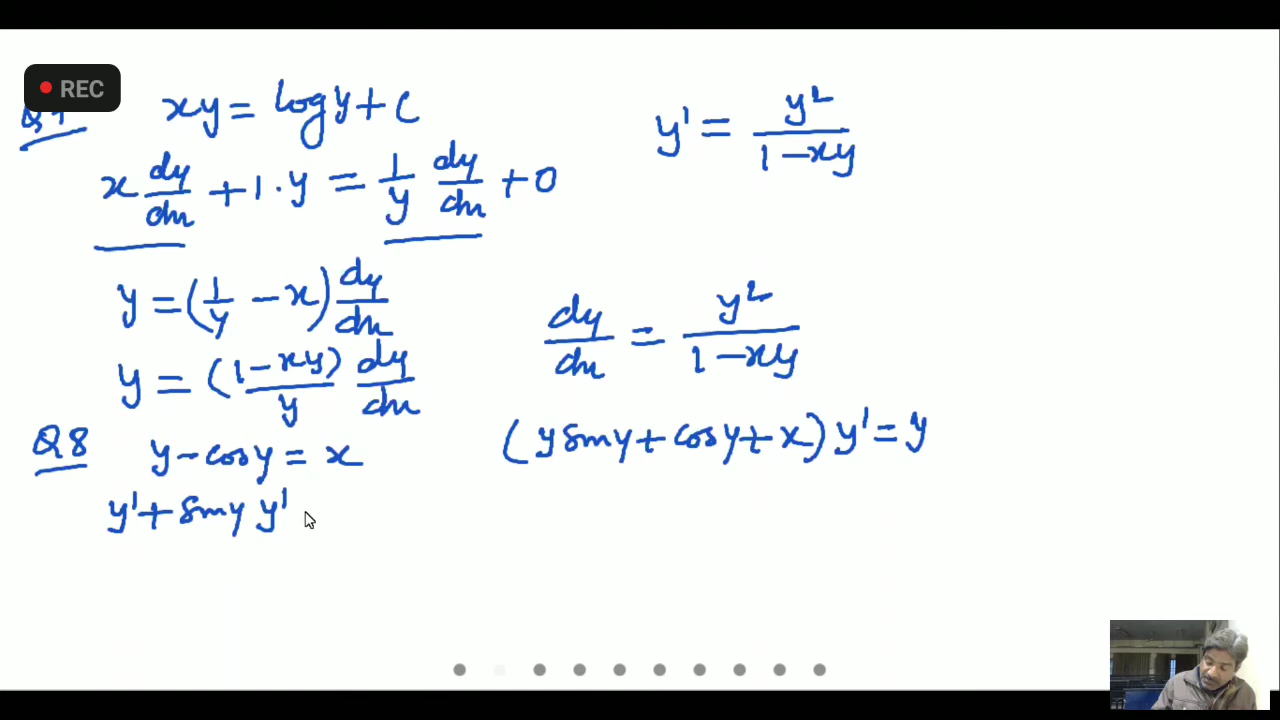 REC
Q7 xy = log y + C
y' = y²/(1-xy)
x dy/dx + 1·y = 1/y dy/dx + 0
y = (1/y - x) dy/dx
dy/dx = y²/(1-xy)
y = (1-xy)/y dy/dx
Q8 y - cos y = x
(y sin y + cos y + x) y' = y
y' + sin y y'